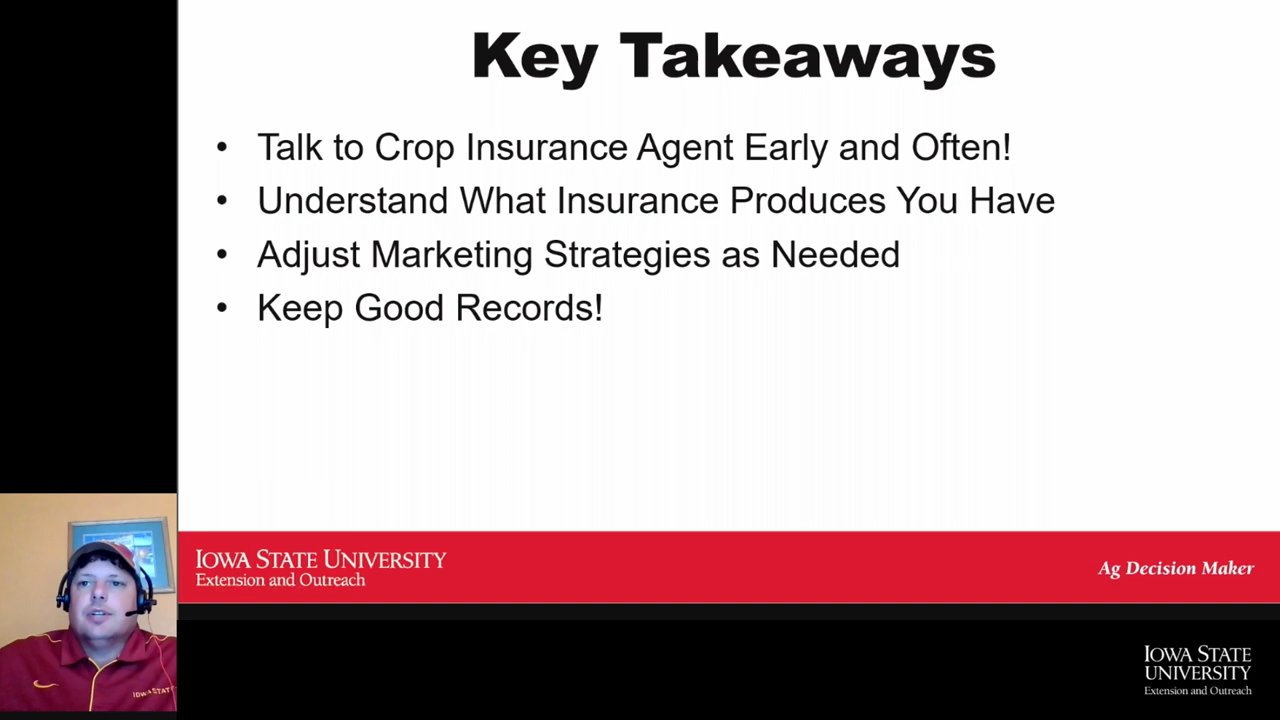 Key Takeaways
• Talk to Crop Insurance Agent Early and Often!
• Understand What Insurance Produces You Have
• Adjust Marketing Strategies as Needed
• Keep Good Records!
IOWA STATE UNIVERSITY
Extension and Outreach
Ag Decision Maker
IOWA STATE
IOWA STATE
UNIVERSITY
Extension and Outreach